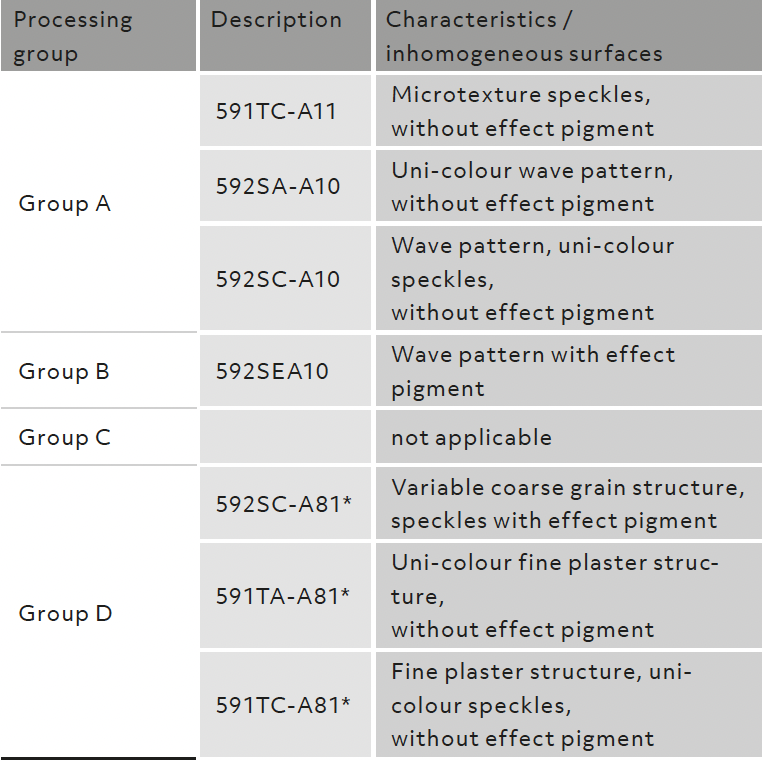 Processing
group
Description
Characteristics /
inhomogeneous surfaces
Group A
591TC-A11
Microtexture speckles,
without effect pigment
592SA-A10
Uni-colour wave pattern,
without effect pigment
592SC-A10
Wave pattern, uni-colour
speckles,
without effect pigment
Group B
592SEA10
Wave pattern with effect
pigment
Group C
not applicable
Group D
592SC-A81*
Variable coarse grain structure,
speckles with effect pigment
591TA-A81*
Uni-colour fine plaster struc-
ture,
without effect pigment
591TC-A81*
Fine plaster structure, uni-
colour speckles,
without effect pigment